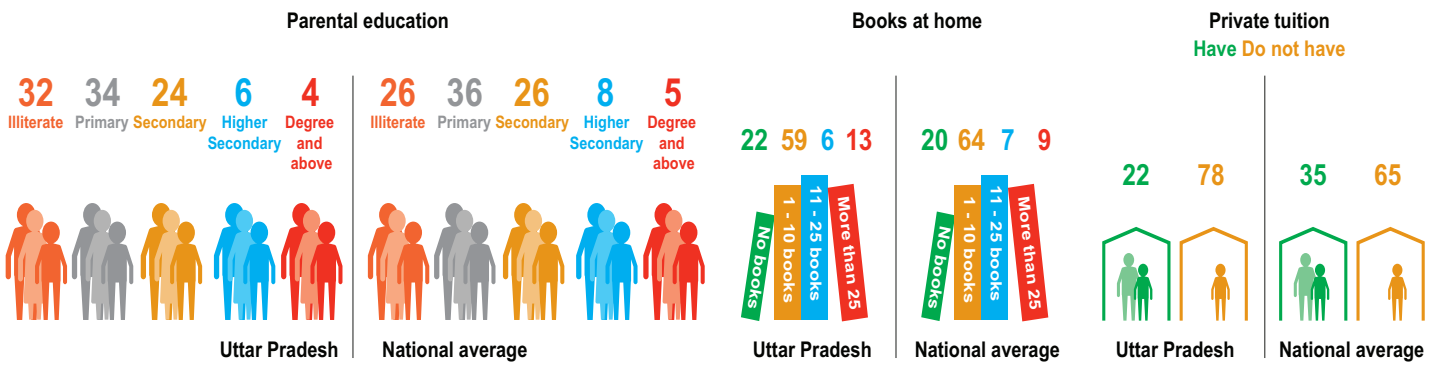 Parental education
32 34 24 6 4
Illiterate Primary Secondary Higher Degree
Secondary and
above
26 36 26 8 5
Illiterate Primary Secondary Higher Degree
Secondary and
above
Uttar Pradesh National average
Books at home
22 59 6 13
No books
1 - 10 books
11 - 25 books
More than 25
20 64 7 9
No books
1 - 10 books
11 - 25 books
More than 25
Uttar Pradesh National average
Private tuition
Have Do not have
22 78
35 65
Uttar Pradesh National average